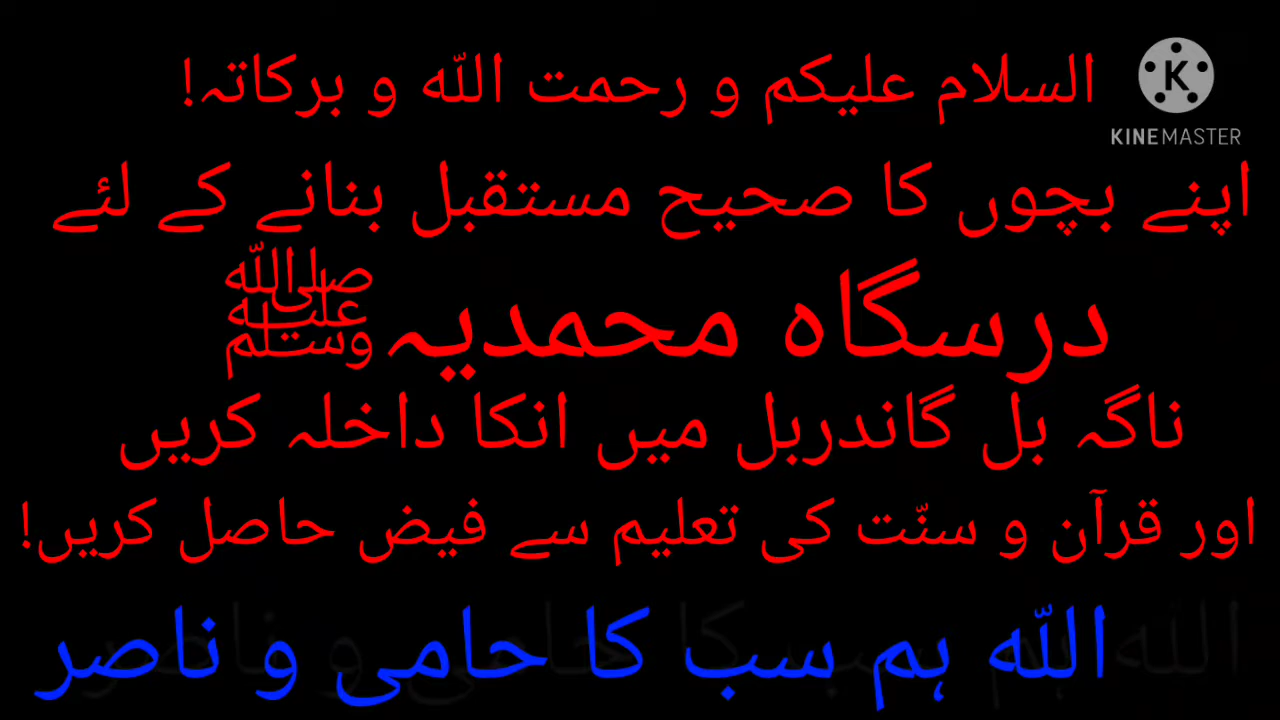 السلام علیکم و رحمت اللّٰه و برکاتہ!
KINEMASTER
اپنے بچوں کا صحیح مستقبل بنانے کے لئے
درسگاہ محمدیہ ﷺ
ناگہ بل گاندربل میں انکا داخلہ کریں
اور قرآن و سنّت کی تعلیم سے فیض حاصل کریں!
اللّٰه ہم سب کا حامی و ناصر